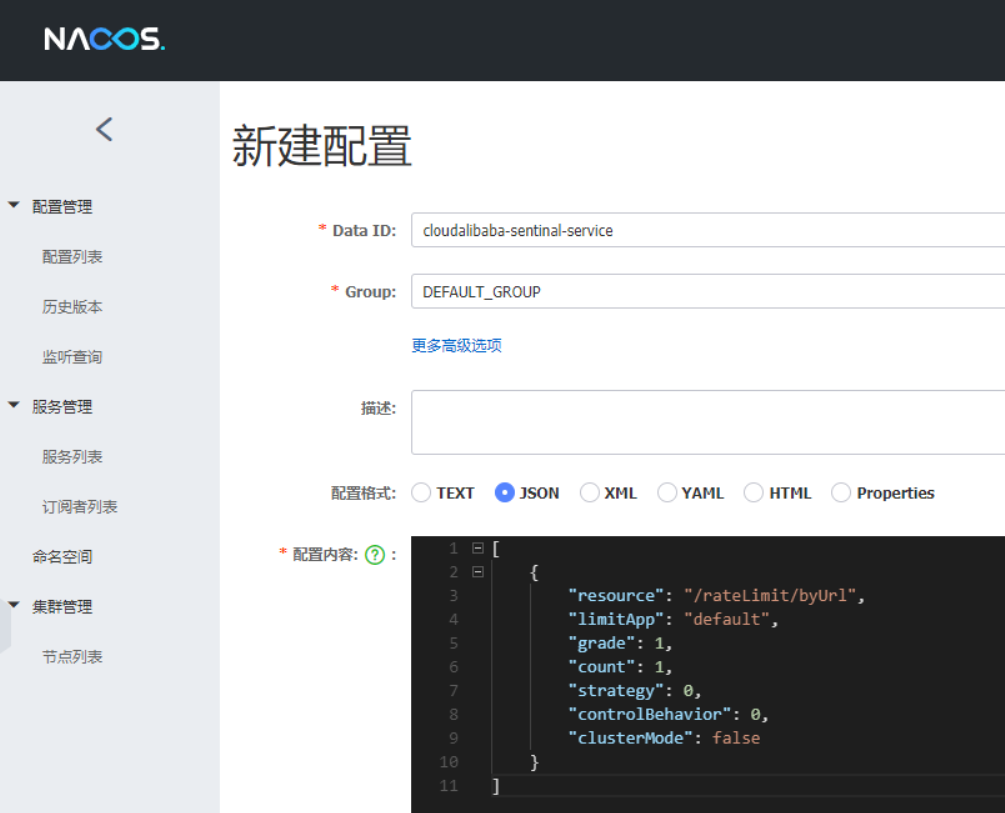 NACOS.
新建配置
配置管理
配置列表
历史版本
监听查询
服务管理
服务列表
订阅者列表
命名空间
集群管理
节点列表
* Data ID: cloudalibaba-sentinal-service
* Group: DEFAULT_GROUP
更多高级选项
描述:
配置格式: TEXT JSON XML YAML HTML Properties
* 配置内容: ? :
1 [
2 {
3 "resource": "/rateLimit/byUrl",
4 "limitApp": "default",
5 "grade": 1,
6 "count": 1,
7 "strategy": 0,
8 "controlBehavior": 0,
9 "clusterMode": false
10 }
11 ]